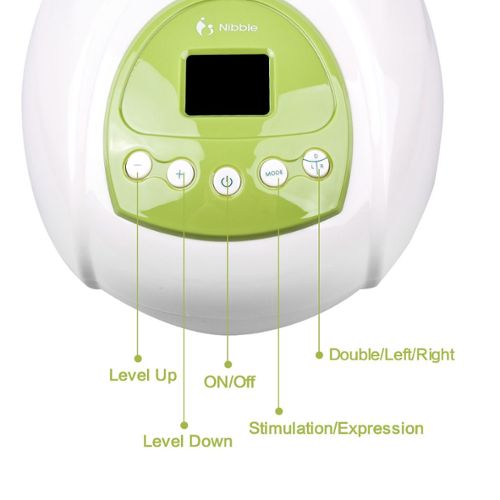 Nibble
−
+
MODE
D
L R
Level Up
ON/Off
Double/Left/Right
Level Down
Stimulation/Expression